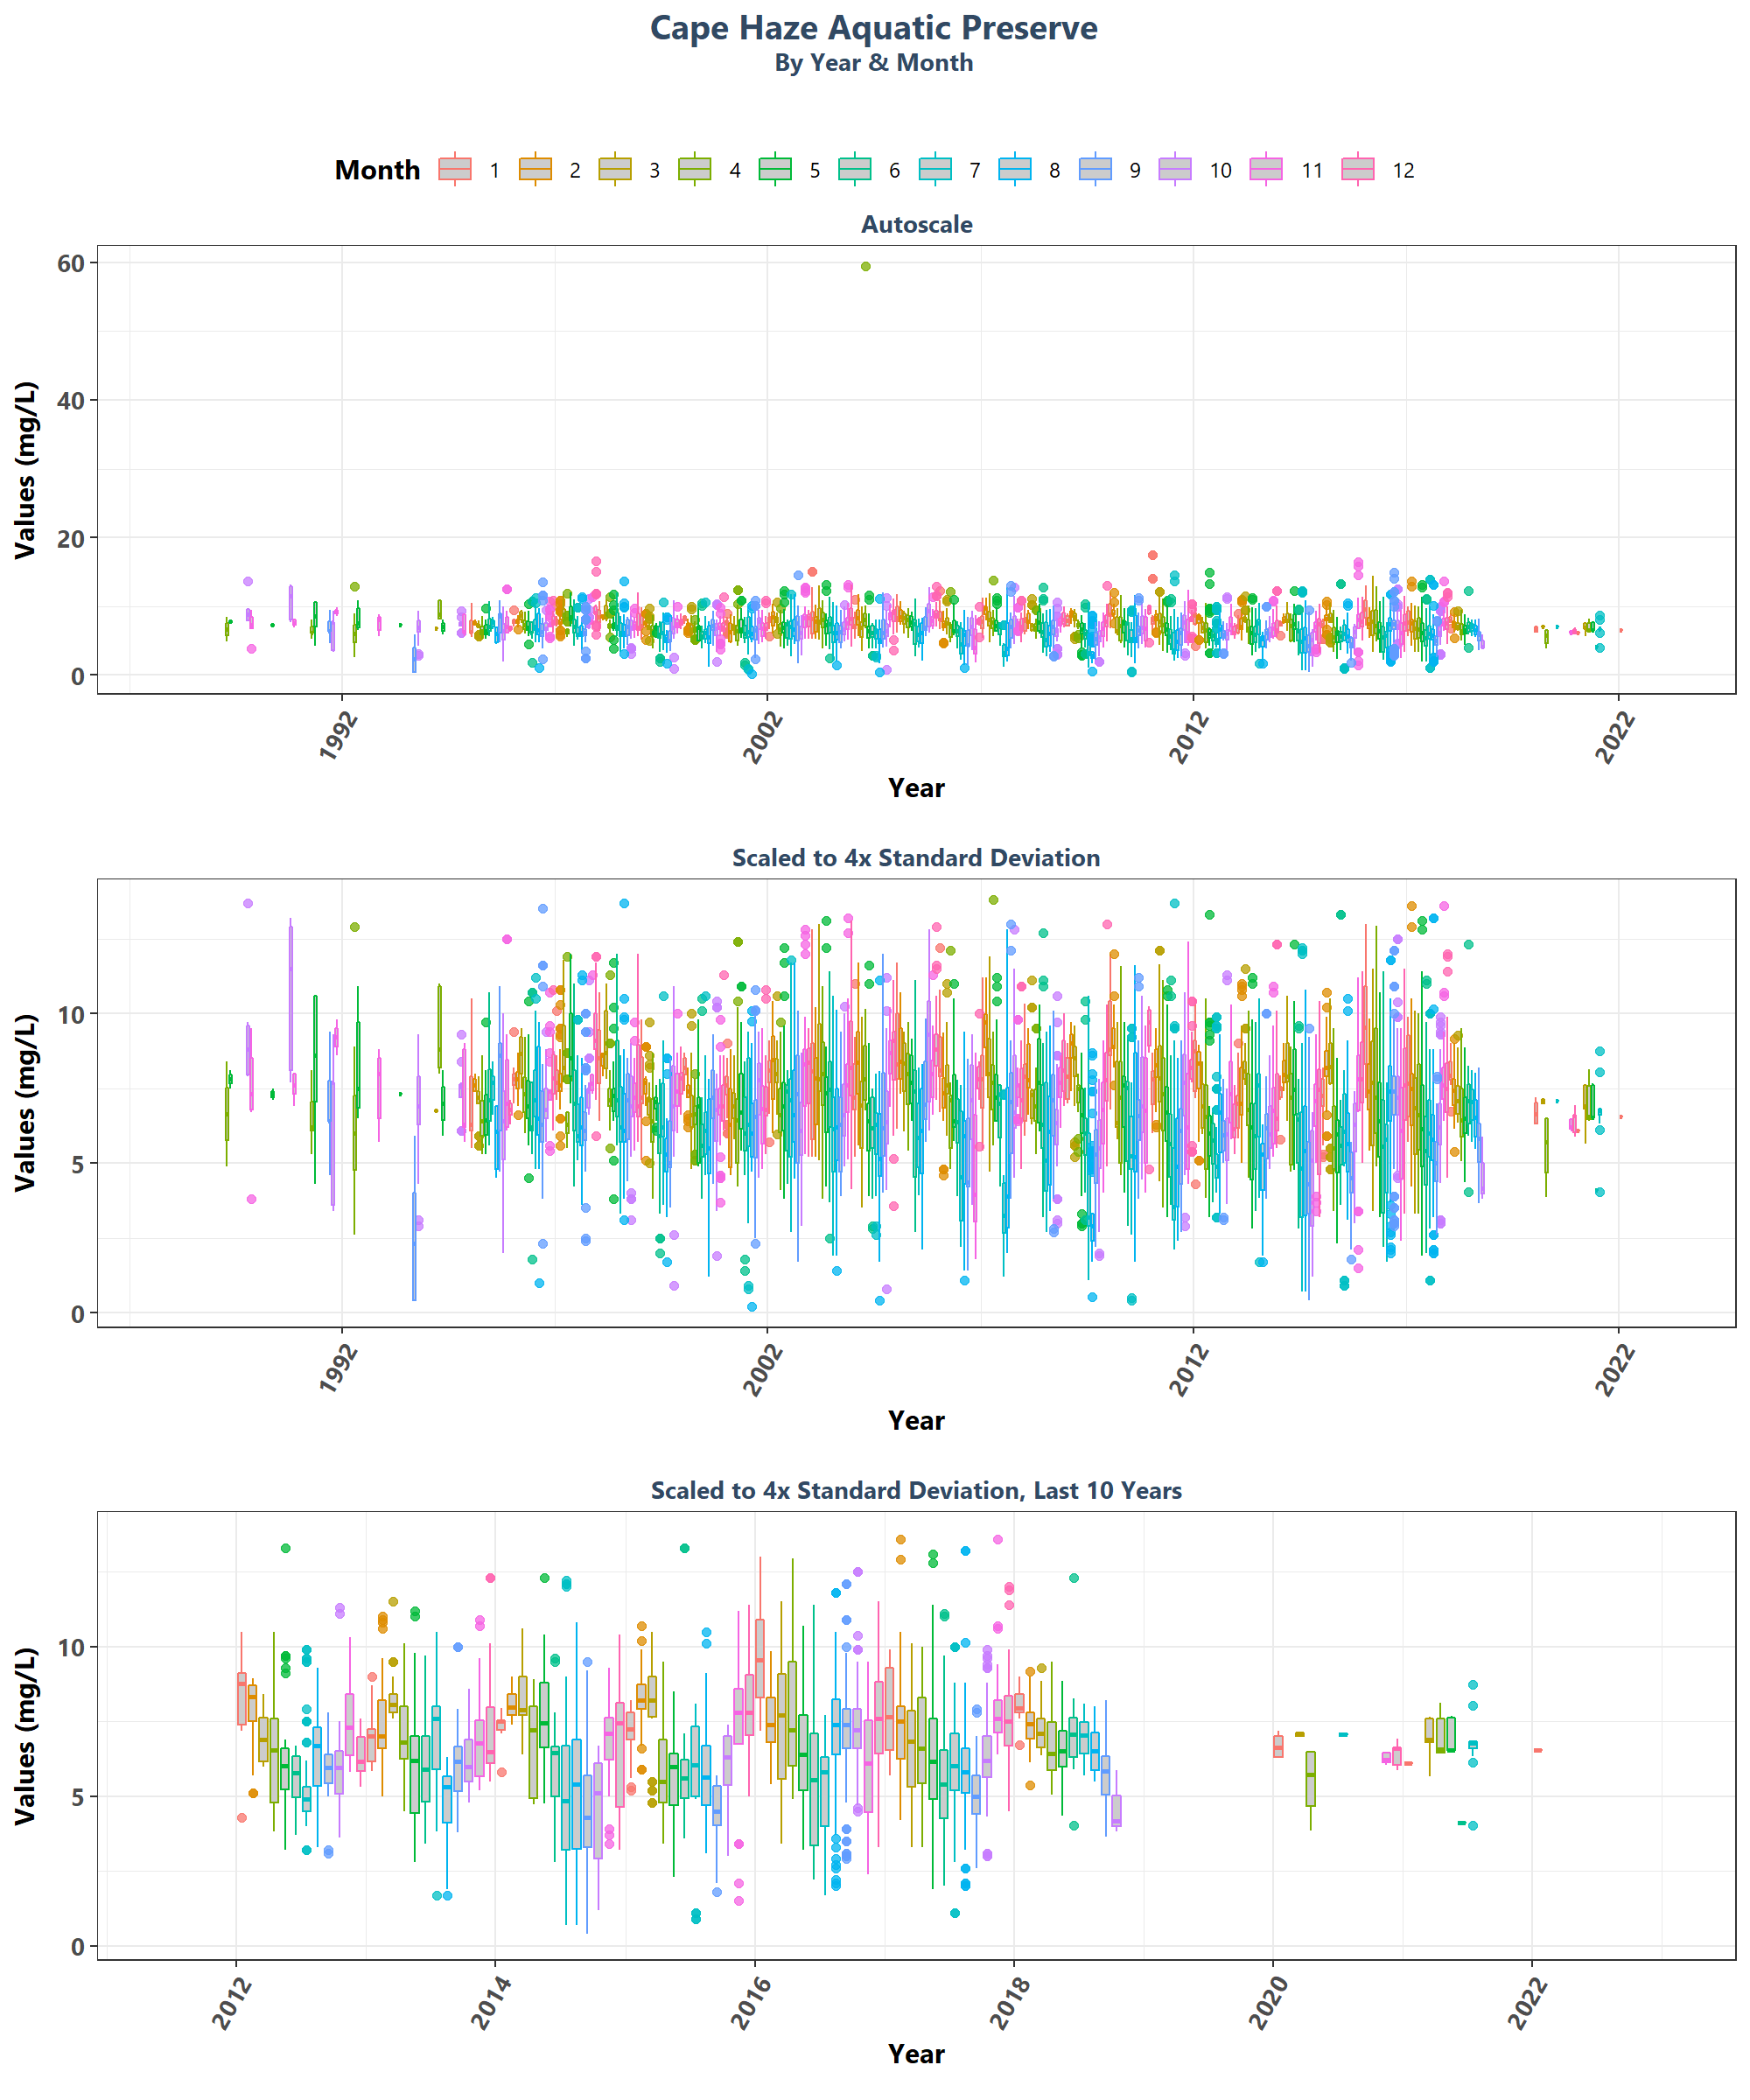 Cape Haze Aquatic Preserve
By Year & Month
Month 1 2 3 4 5 6 7 8 9 10 11 12
Autoscale
Values (mg/L)
60
40
20
0
1992 2002 2012 2022
Year
Scaled to 4x Standard Deviation
Values (mg/L)
10
5
0
1992 2002 2012 2022
Year
Scaled to 4x Standard Deviation, Last 10 Years
Values (mg/L)
10
5
0
2012 2014 2016 2018 2020 2022
Year